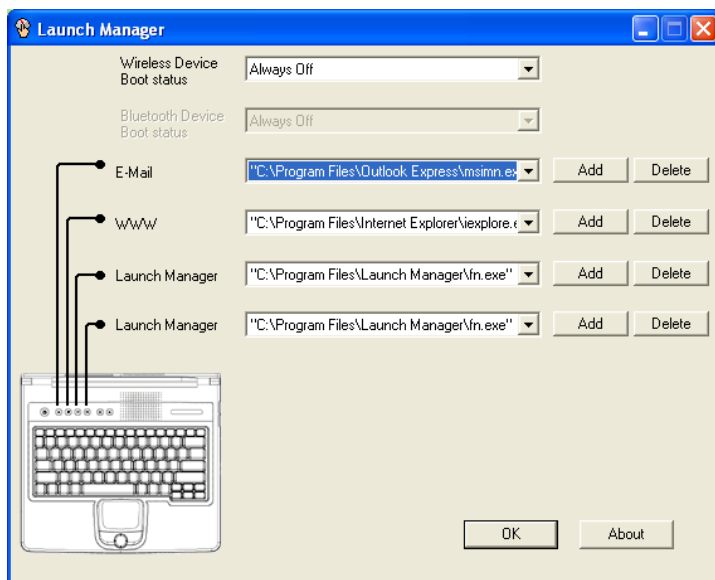 Launch Manager
Wireless Device
Boot status
Always Off
Bluetooth Device
Boot status
Always Off
E-Mail
"C:\Program Files\Outlook Express\msimn.ex
Add
Delete
WWW
"C:\Program Files\Internet Explorer\iexplore.e
Add
Delete
Launch Manager
"C:\Program Files\Launch Manager\fn.exe"
Add
Delete
Launch Manager
"C:\Program Files\Launch Manager\fn.exe"
Add
Delete
OK
About